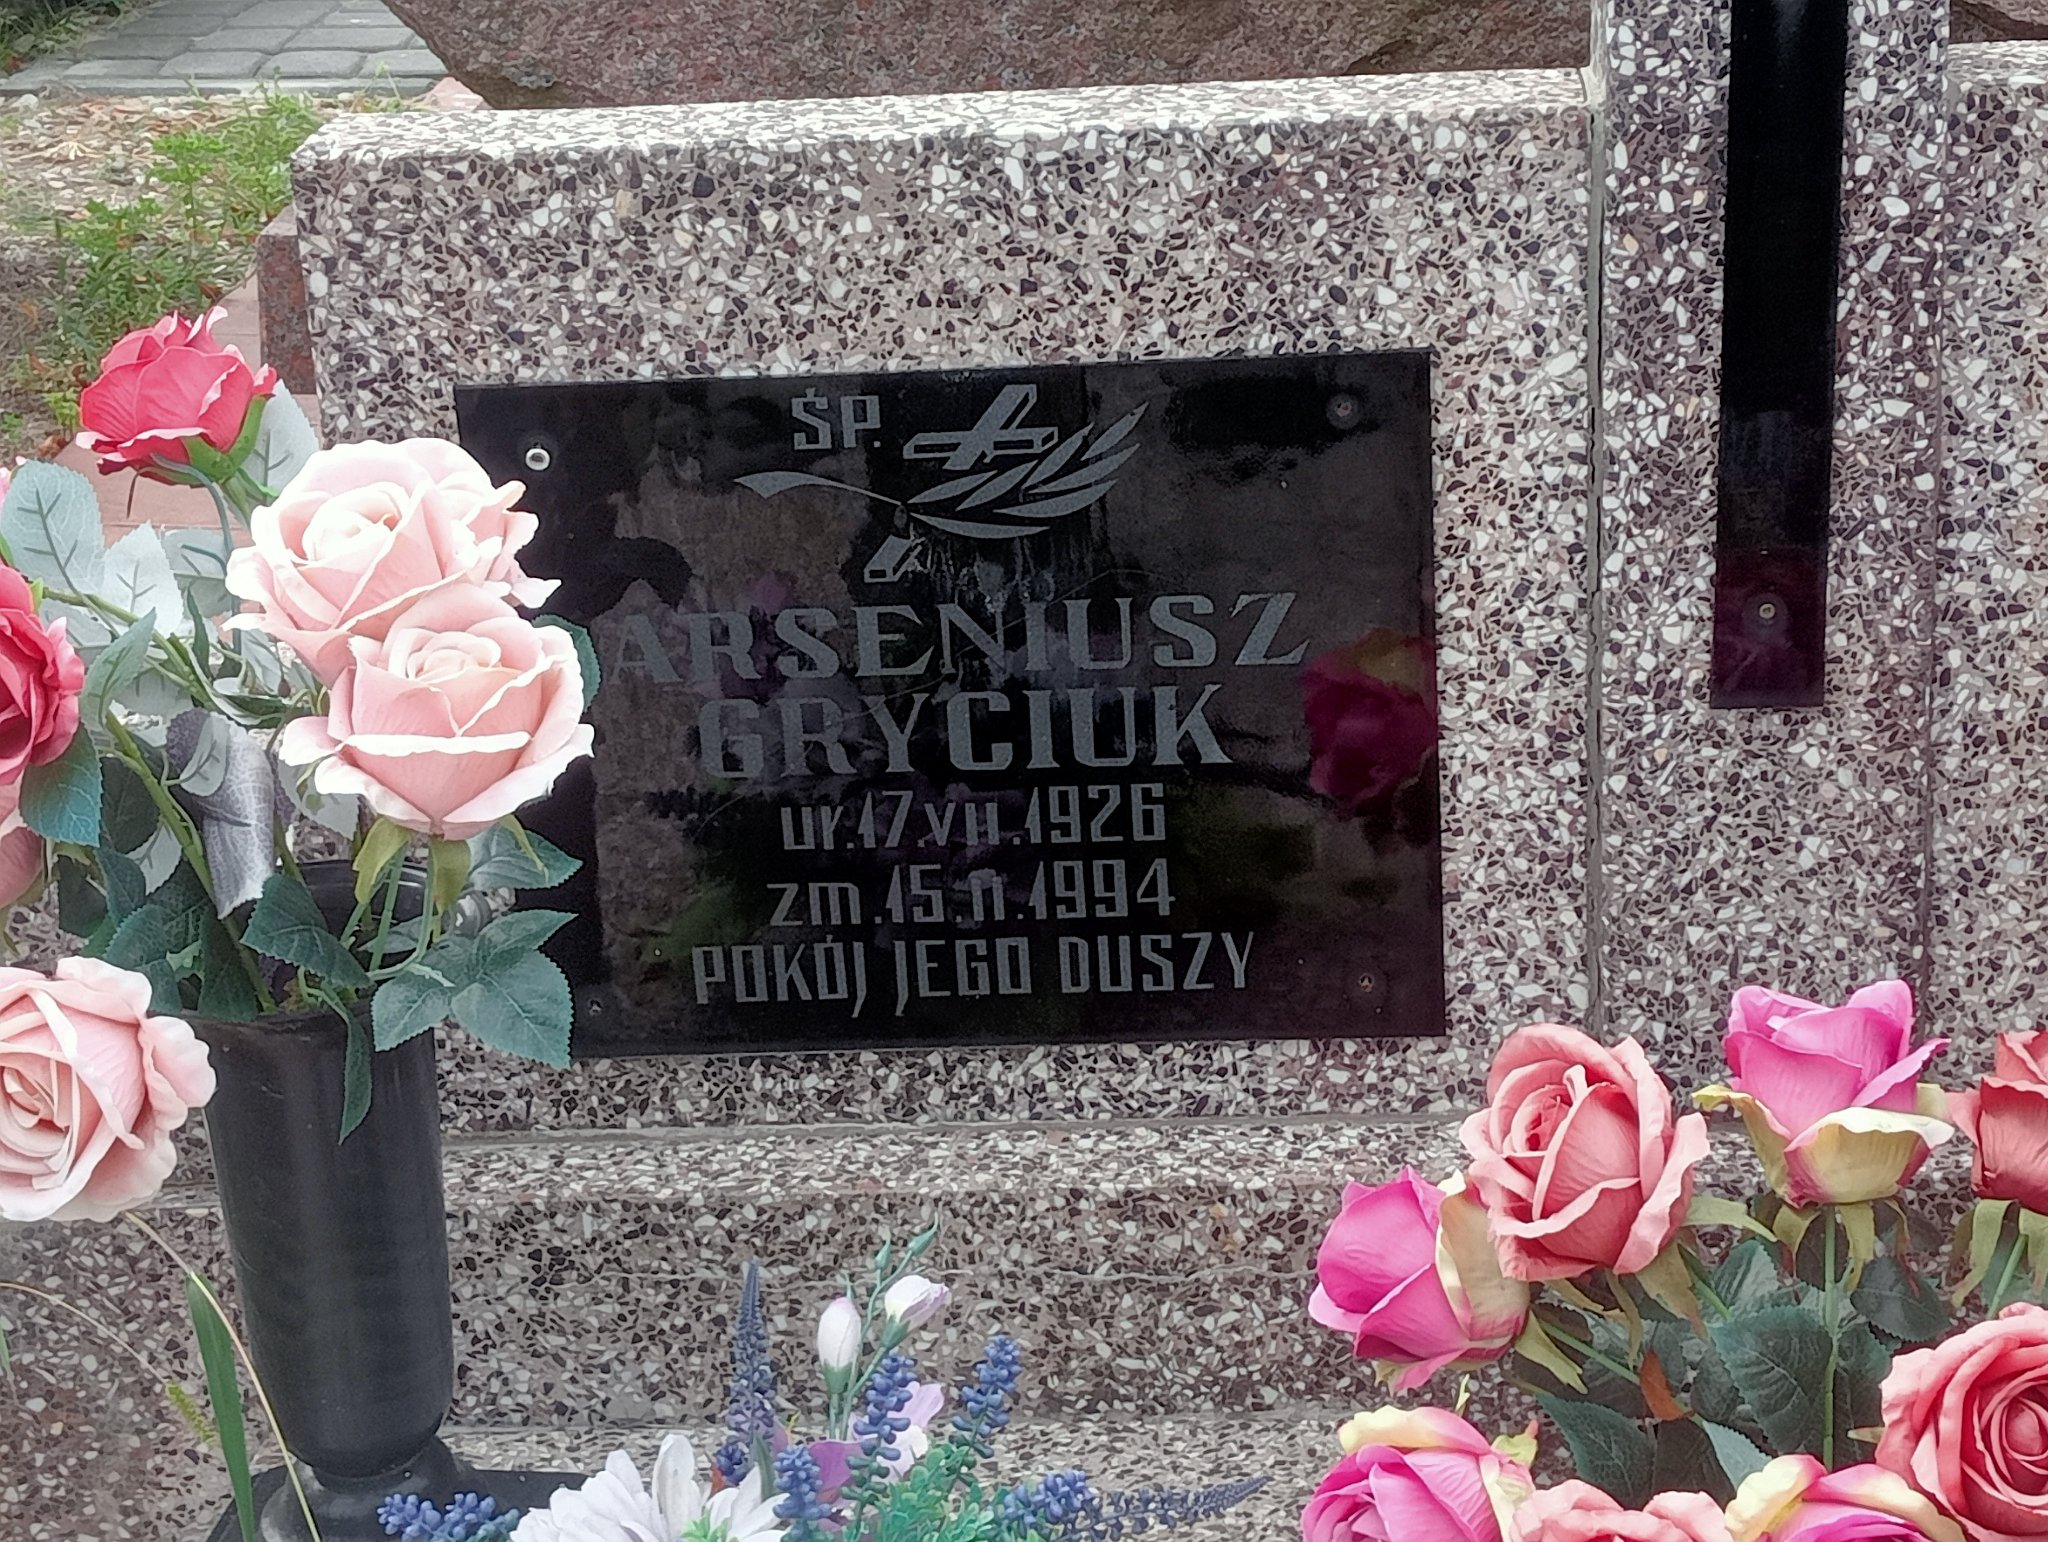 ŚP.
ARSENIUSZ
GRYCIUK
ur.17.VII.1926
zm.15.II.1994
POKÓJ JEGO DUSZY